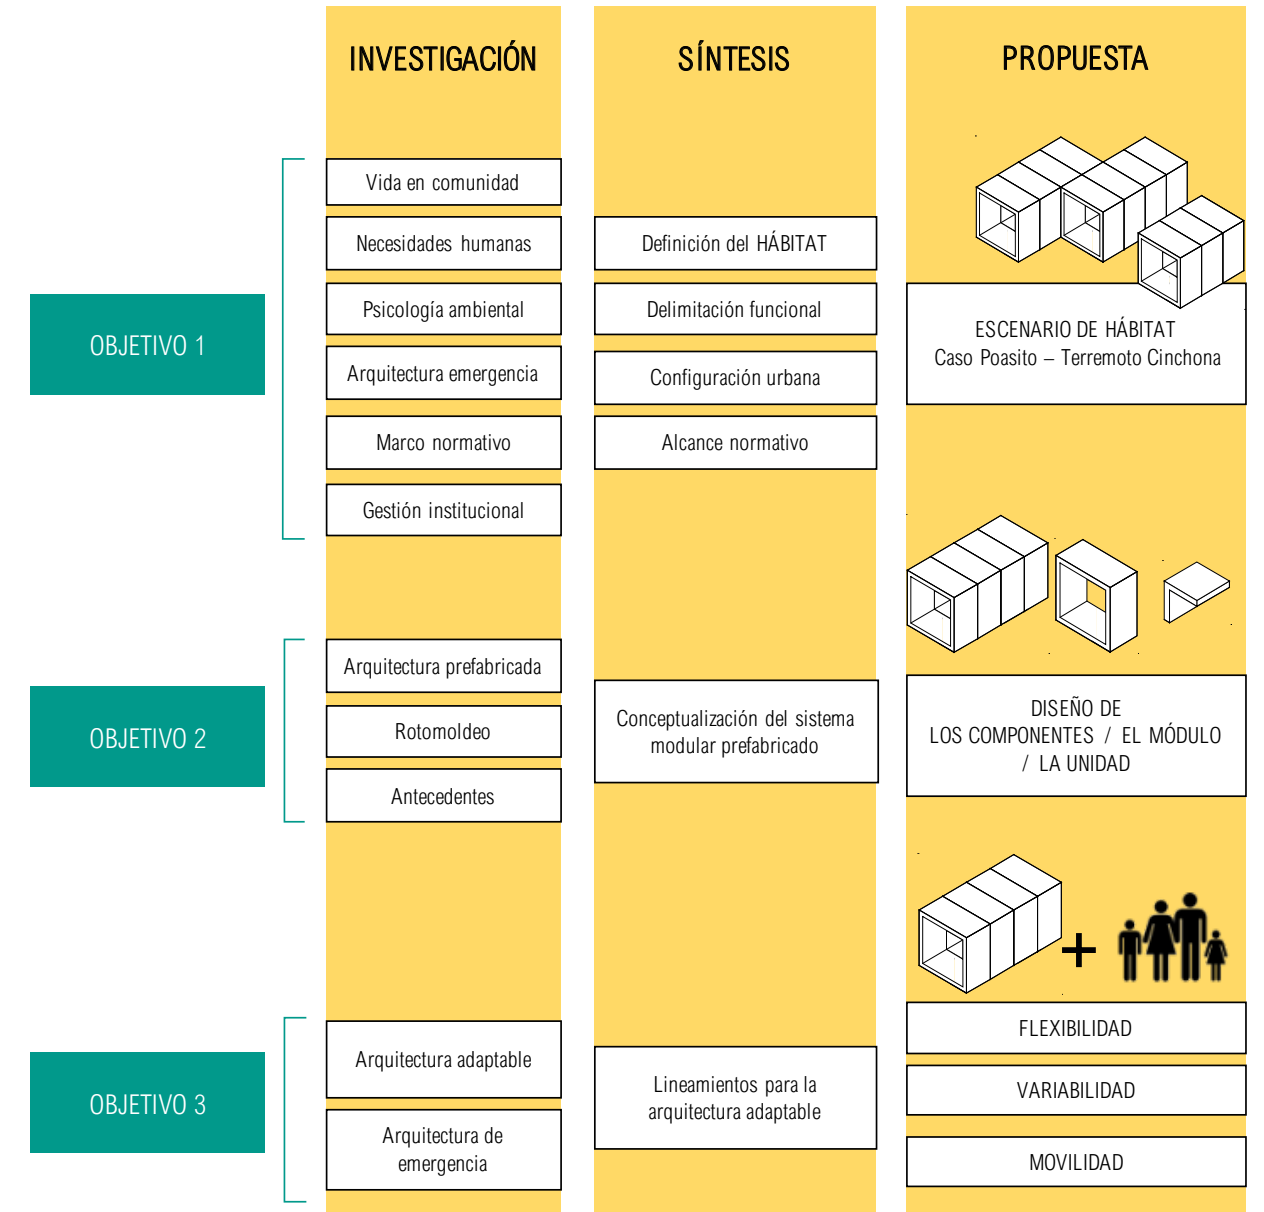 INVESTIGACIÓN
SÍNTESIS
PROPUESTA
OBJETIVO 1
Vida en comunidad
Necesidades humanas
Psicología ambiental
Arquitectura emergencia
Marco normativo
Gestión institucional
Definición del HÁBITAT
Delimitación funcional
Configuración urbana
Alcance normativo
ESCENARIO DE HÁBITAT
Caso Poasito – Terremoto Cinchona
OBJETIVO 2
Arquitectura prefabricada
Rotomoldeo
Antecedentes
Conceptualización del sistema
modular prefabricado
DISEÑO DE
LOS COMPONENTES / EL MÓDULO
/ LA UNIDAD
OBJETIVO 3
Arquitectura adaptable
Arquitectura de
emergencia
Lineamientos para la
arquitectura adaptable
+
FLEXIBILIDAD
VARIABILIDAD
MOVILIDAD